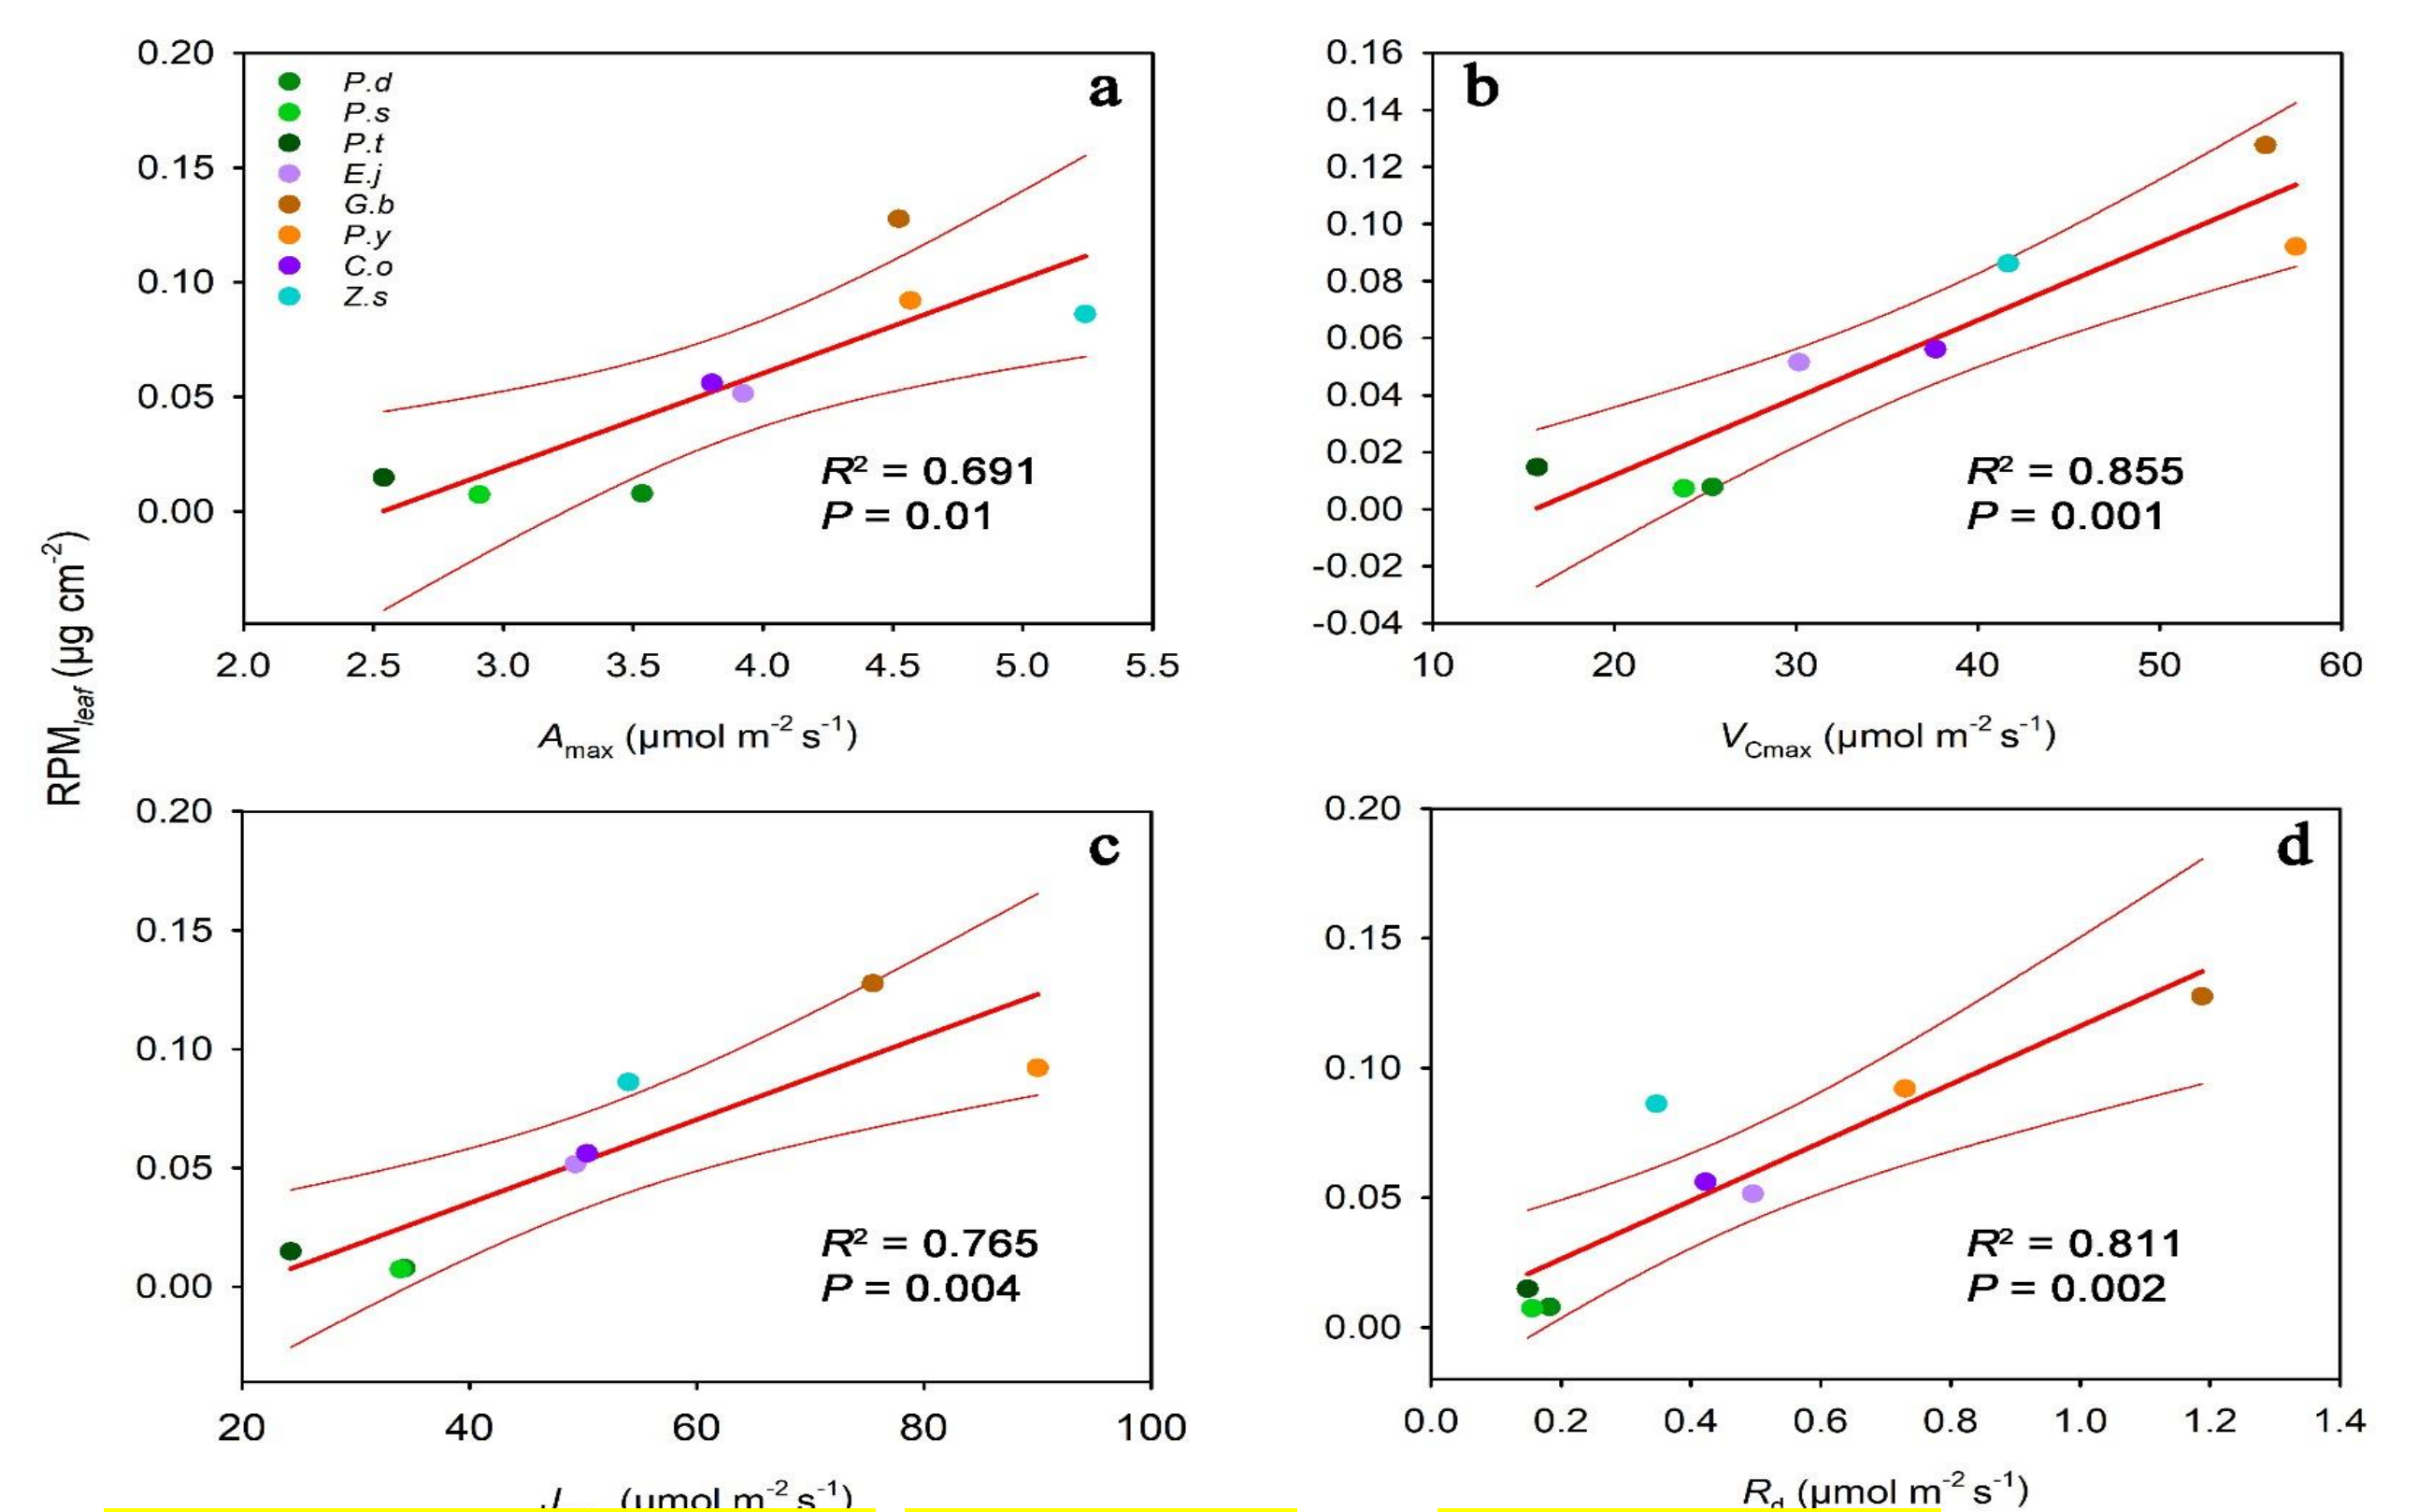 RPMleaf (µg cm-2)
a
0.20
0.15
0.10
0.05
0.00
P.d
P.s
P.t
E.j
G.b
P.y
C.o
Z.s
R2 = 0.691
P = 0.01
2.0 2.5 3.0 3.5 4.0 4.5 5.0 5.5
Amax (µmol m-2 s-1)
b
0.16
0.14
0.12
0.10
0.08
0.06
0.04
0.02
0.00
-0.02
-0.04
R2 = 0.855
P = 0.001
10 20 30 40 50 60
VCmax (µmol m-2 s-1)
c
0.20
0.15
0.10
0.05
0.00
R2 = 0.765
P = 0.004
20 40 60 80 100
(µmol m-2 s-1)
d
0.20
0.15
0.10
0.05
0.00
R2 = 0.811
P = 0.002
0.0 0.2 0.4 0.6 0.8 1.0 1.2 1.4
Rd (µmol m-2 s-1)